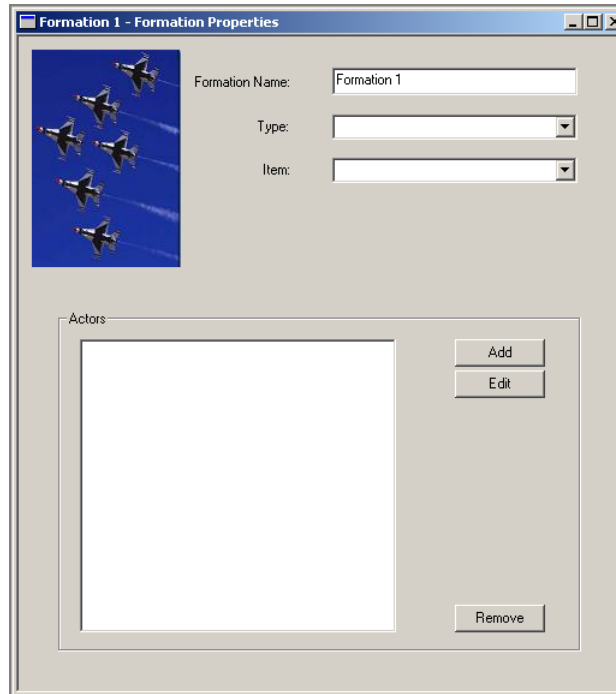 Formation 1 - Formation Properties
Formation Name:
Formation 1
Type:
Item:
Actors
Add
Edit
Remove